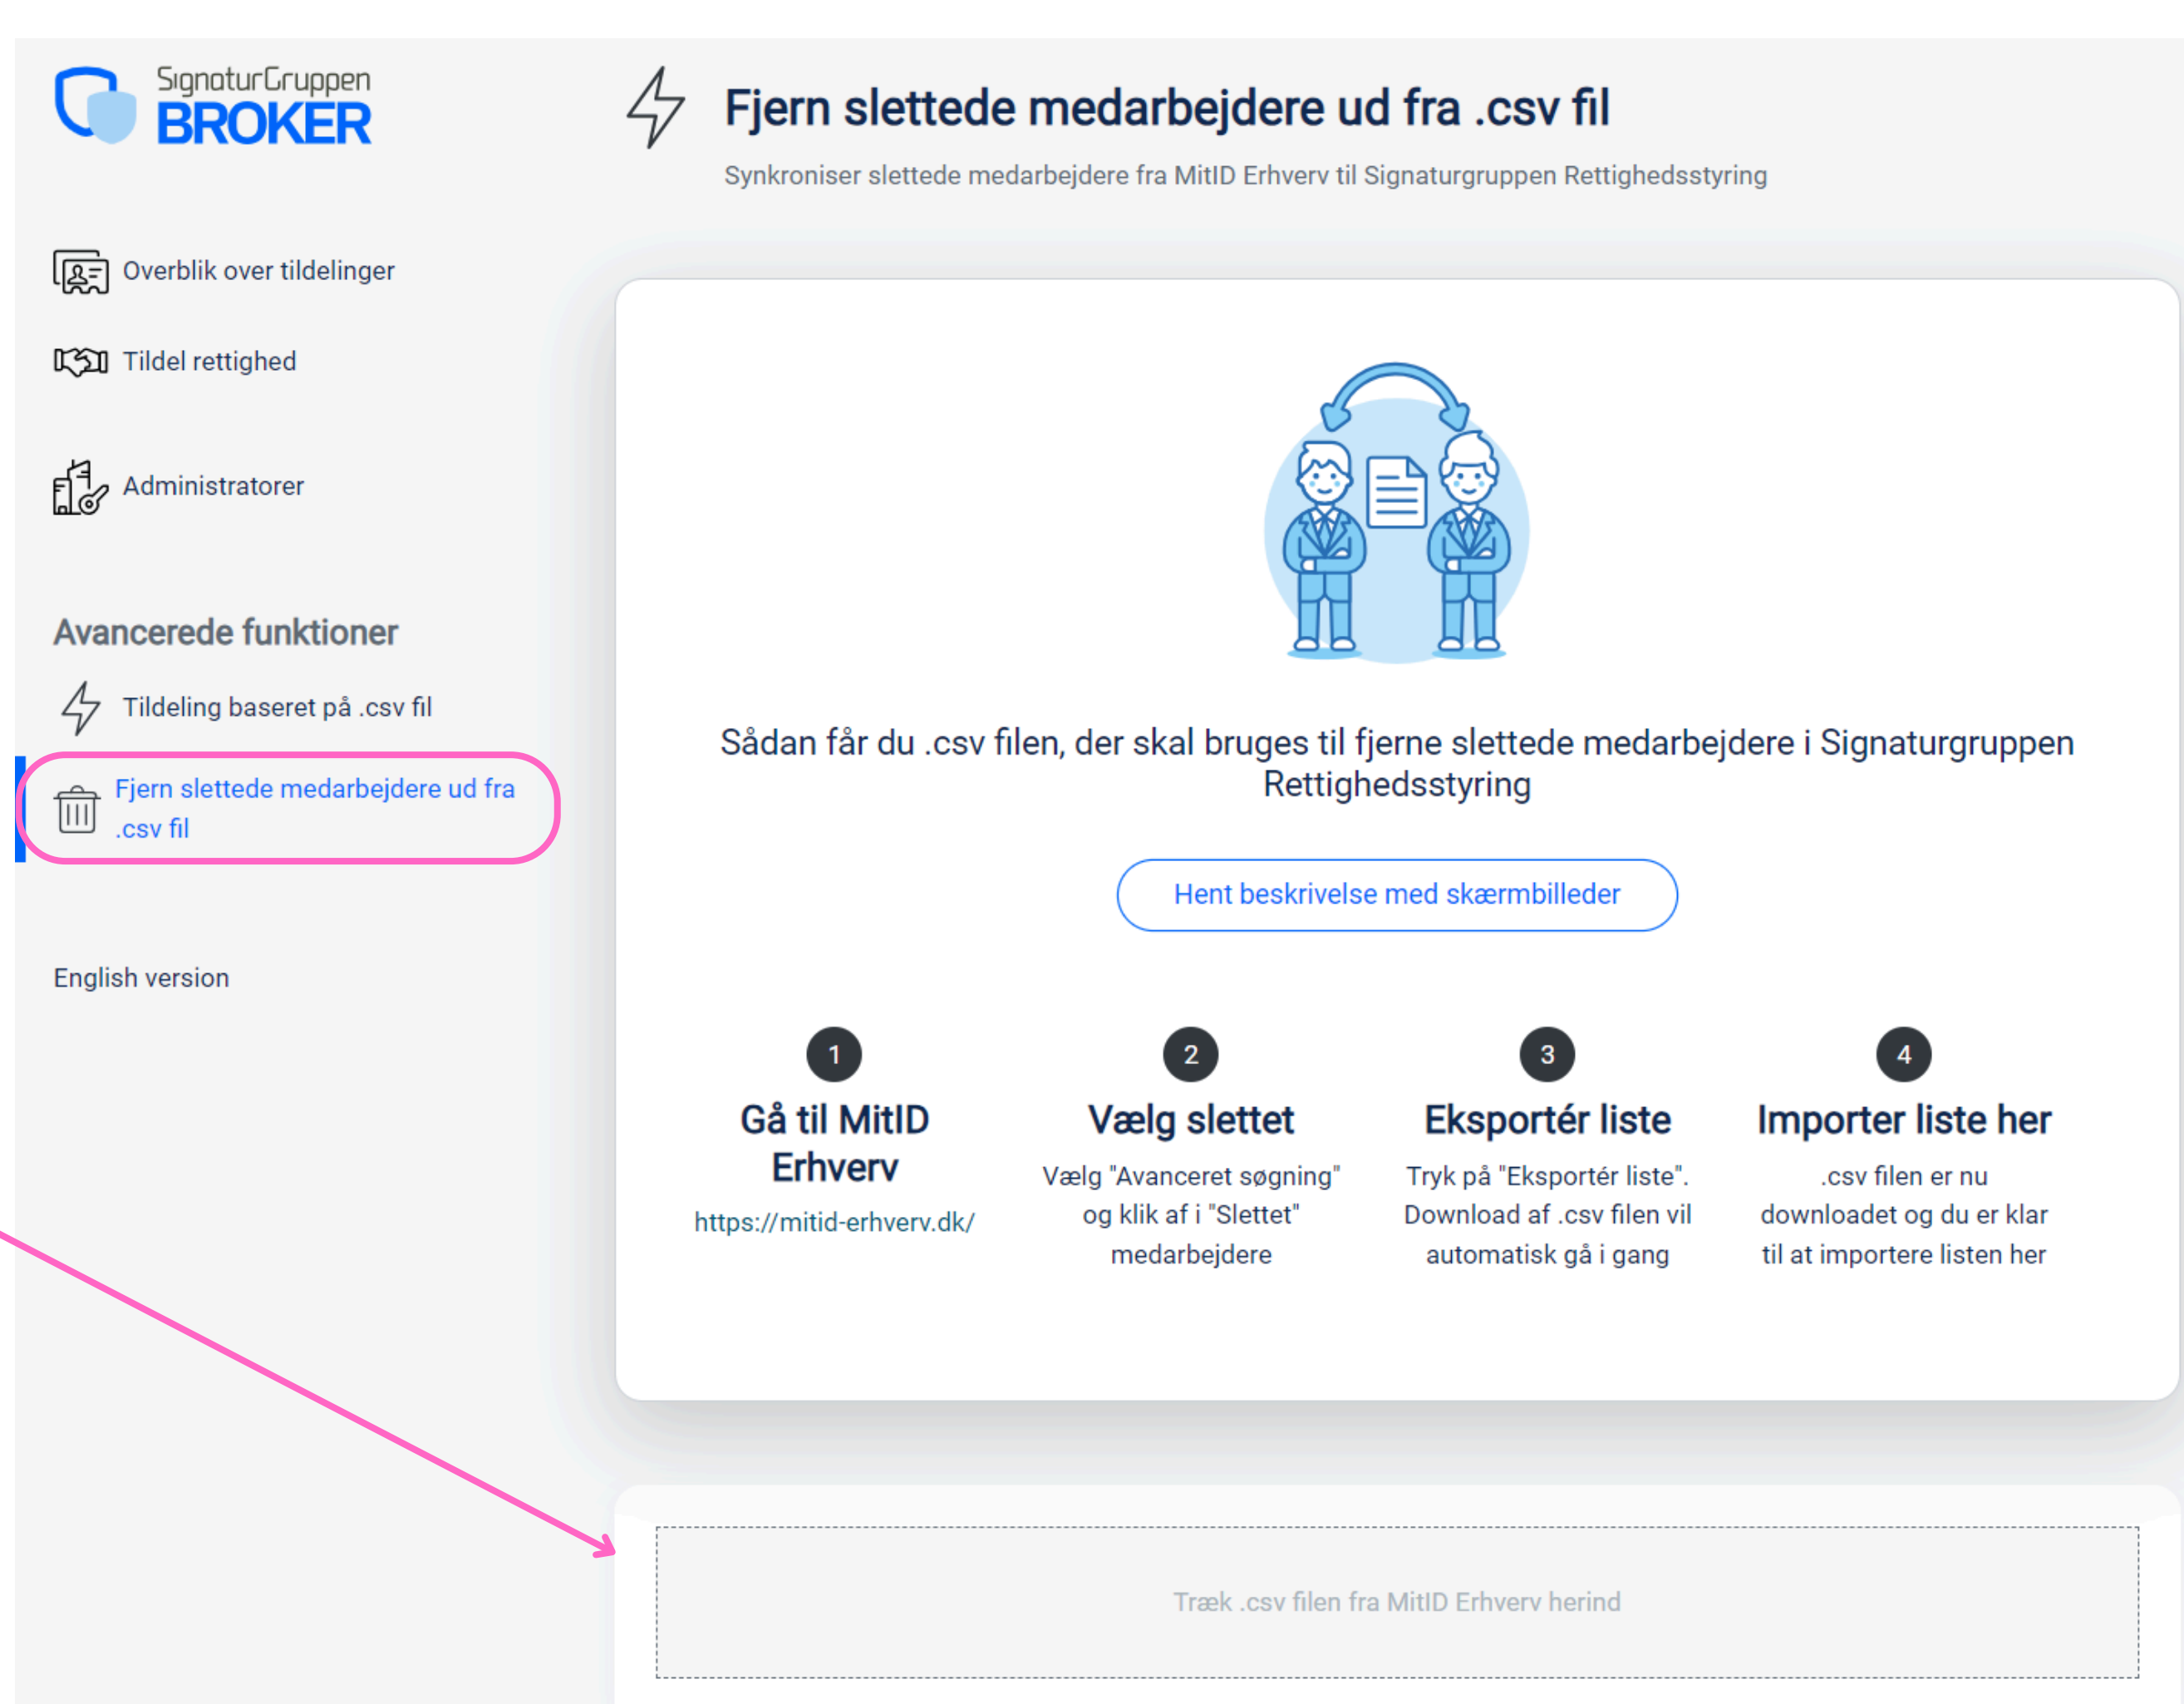 SignaturGruppen
BROKER
Overblik over tildelinger
Tildel rettighed
Administratorer
Avancerede funktioner
Tildeling baseret på .csv fil
Fjern slettede medarbejdere ud fra
.csv fil
English version
Fjern slettede medarbejdere ud fra .csv fil
Synkroniser slettede medarbejdere fra MitID Erhverv til Signaturgruppen Rettighedsstyring
Sådan får du .csv filen, der skal bruges til fjerne slettede medarbejdere i Signaturgruppen
Rettighedsstyring
Hent beskrivelse med skærmbilleder
1
Gå til MitID
Erhverv
https://mitid-erhverv.dk/
2
Vælg slettet
Vælg "Avanceret søgning"
og klik af i "Slettet"
medarbejdere
3
Eksportér liste
Tryk på "Eksportér liste".
Download af .csv filen vil
automatisk gå i gang
4
Importer liste her
.csv filen er nu
downloadet og du er klar
til at importere listen her
Træk .csv filen fra MitID Erhverv herind